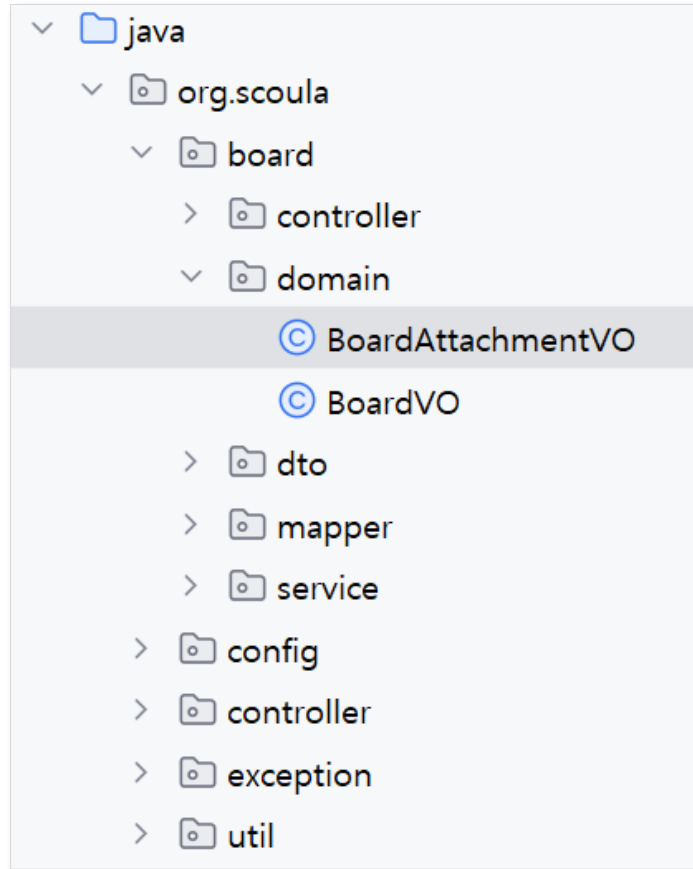 java
org.scoula
board
controller
domain
BoardAttachmentVO
BoardVO
dto
mapper
service
config
controller
exception
util